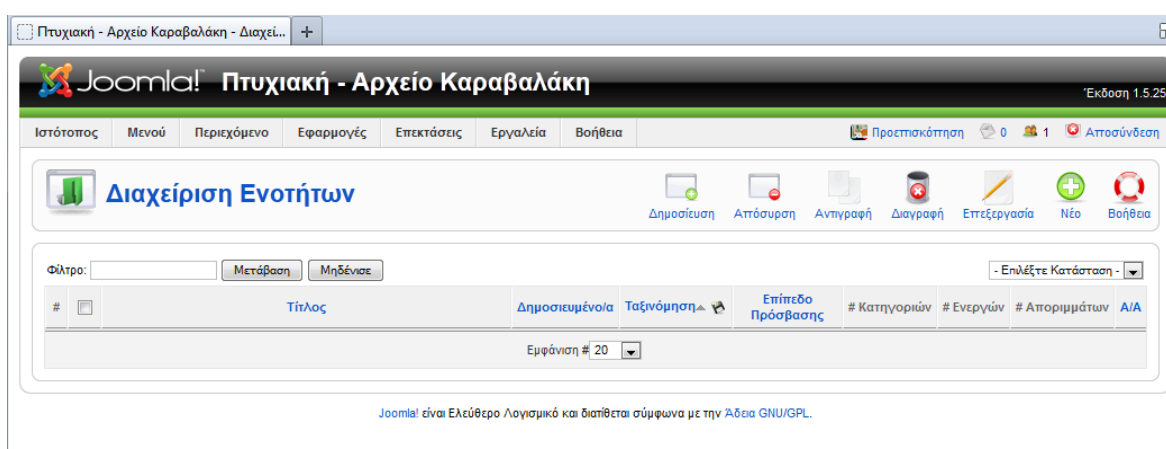 Πτυχιακή - Αρχείο Καραβαλάκη - Διαχεί...
Joomla! Πτυχιακή - Αρχείο Καραβαλάκη
Έκδοση 1.5.25
Ιστότοπος Μενού Περιεχόμενο Εφαρμογές Επεκτάσεις Εργαλεία Βοήθεια Προεπισκόπηση 0 1 Αποσύνδεση
Διαχείριση Ενοτήτων
Δημοσίευση Απόσυρση Αντιγραφή Διαγραφή Επεξεργασία Νέο Βοήθεια
Φίλτρο: Μετάβαση Μηδένισε - Επιλέξτε Κατάσταση -
# Τίτλος Δημοσιευμένο/α Ταξινόμηση Επίπεδο Πρόσβασης # Κατηγοριών # Ενεργών # Απορριμμάτων Α/Α
Εμφάνιση # 20
Joomla! είναι Ελεύθερο Λογισμικό και διατίθεται σύμφωνα με την Άδεια GNU/GPL.